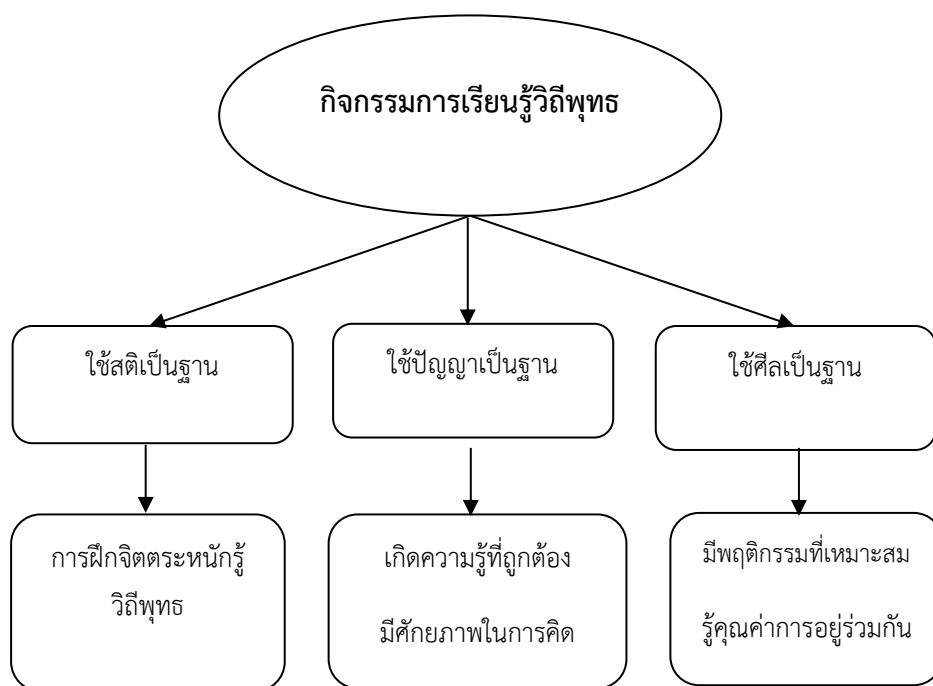 กิจกรรมการเรียนรู้วิถีพุทธ
ใช้สติเป็นฐาน
ใช้ปัญญาเป็นฐาน
ใช้ศีลเป็นฐาน
การฝึกจิตตระหนักรู้
วิถีพุทธ
เกิดความรู้ที่ถูกต้อง
มีศักยภาพในการคิด
มีพฤติกรรมที่เหมาะสม
รู้คุณค่าการอยู่ร่วมกัน